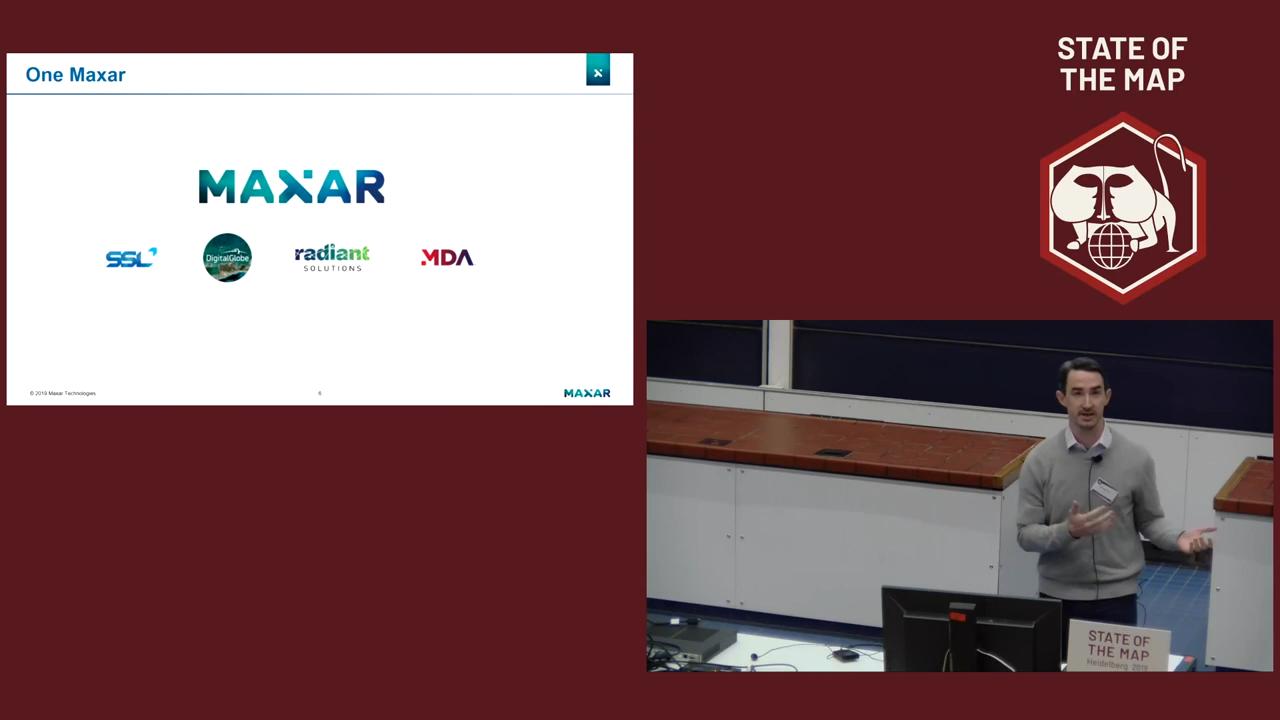 One Maxar
MAXAR
SSL
DigitalGlobe
radiant
SOLUTIONS
MDA
© 2019 Maxar Technologies
6
MAXAR
STATE OF
THE MAP
STATE OF
THE MAP
Heidelberg, 2019